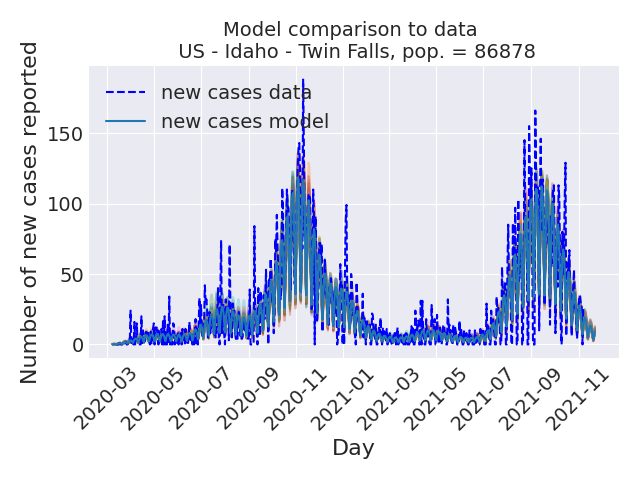 Model comparison to data
US - Idaho - Twin Falls, pop. = 86878
Number of new cases reported
150
100
50
0
new cases data
new cases model
2020-03
2020-05
2020-07
2020-09
2020-11
2021-01
2021-03
2021-05
2021-07
2021-09
2021-11
Day